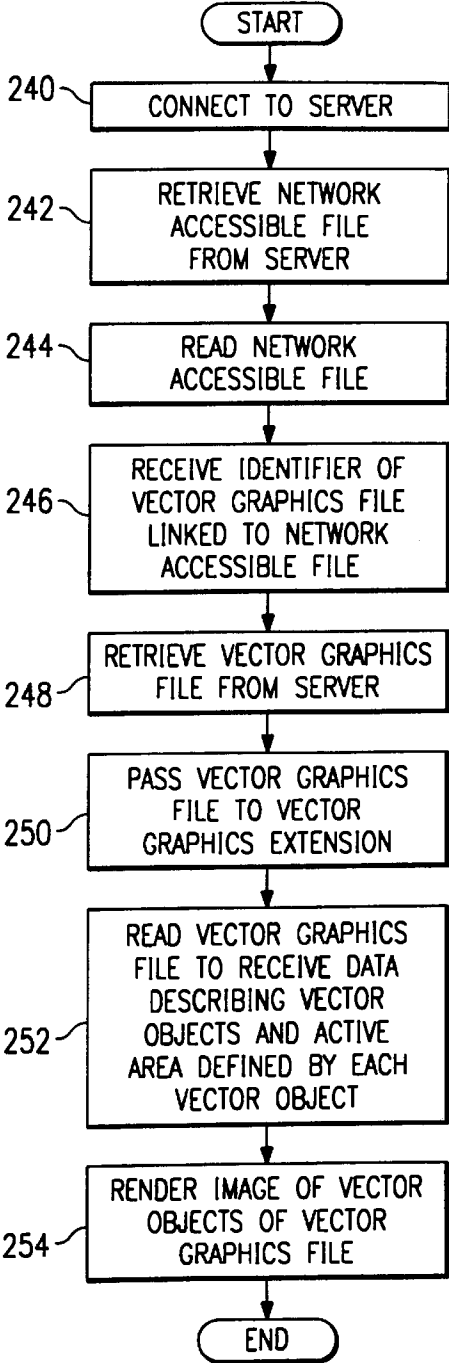 START
240
CONNECT TO SERVER
242
RETRIEVE NETWORK
ACCESSIBLE FILE
FROM SERVER
244
READ NETWORK
ACCESSIBLE FILE
246
RECEIVE IDENTIFIER OF
VECTOR GRAPHICS FILE
LINKED TO NETWORK
ACCESSIBLE FILE
248
RETRIEVE VECTOR GRAPHICS
FILE FROM SERVER
250
PASS VECTOR GRAPHICS
FILE TO VECTOR
GRAPHICS EXTENSION
252
READ VECTOR GRAPHICS
FILE TO RECEIVE DATA
DESCRIBING VECTOR
OBJECTS AND ACTIVE
AREA DEFINED BY EACH
VECTOR OBJECT
254
RENDER IMAGE OF VECTOR
OBJECTS OF VECTOR
GRAPHICS FILE
END